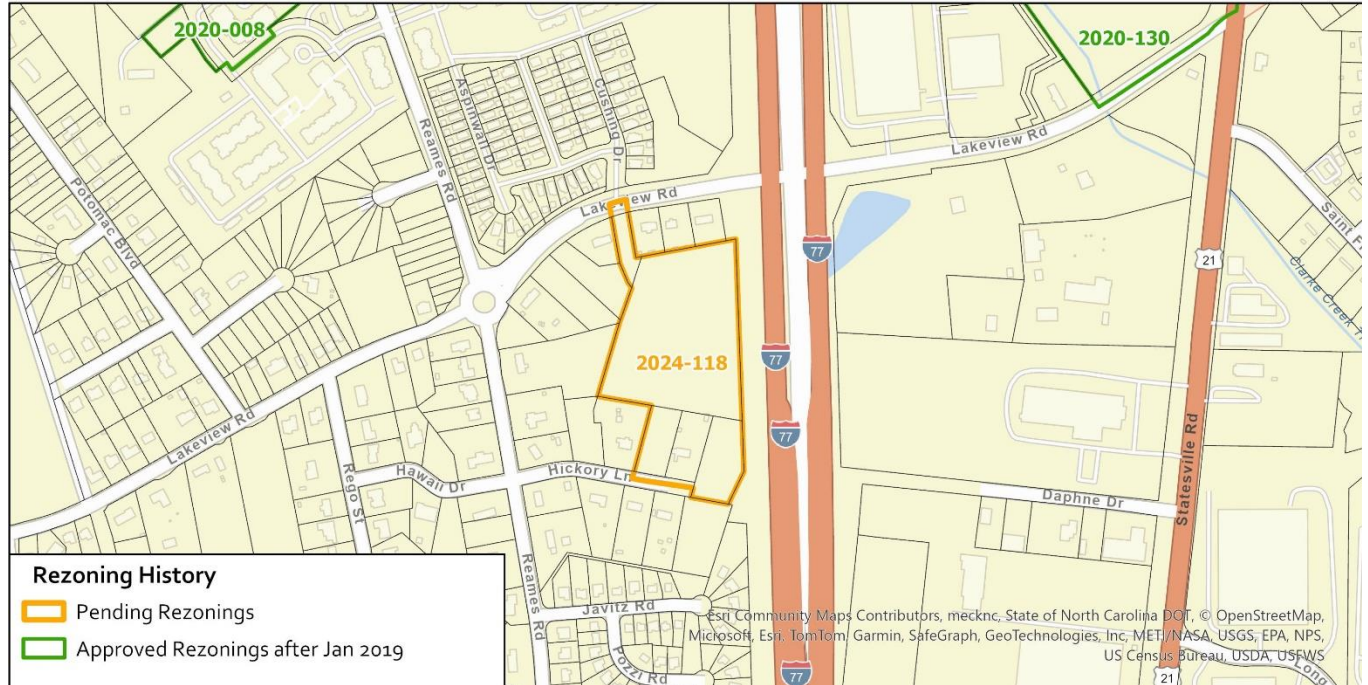 2020-008
2020-130
Aspinwall Dr
Cushing Dr
Reames Rd
Lakeview Rd
Potomac Blvd
Lakeview Rd
77
21
Clarke Creek
2024-118
77
77
Lakeview Rd
Hawaii Dr
Hickory Ln
Rego St
Daphne Dr
Statesville Rd
Reames Rd
Javitz Rd
Pozzi Rd
77
21
Long
Rezoning History
Pending Rezonings
Approved Rezonings after Jan 2019
Esri Community Maps Contributors, mecknc, State of North Carolina DOT, © OpenStreetMap,
Microsoft, Esri, TomTom, Garmin, SafeGraph, GeoTechnologies, Inc, METI/NASA, USGS, EPA, NPS,
US Census Bureau, USDA, USFWS